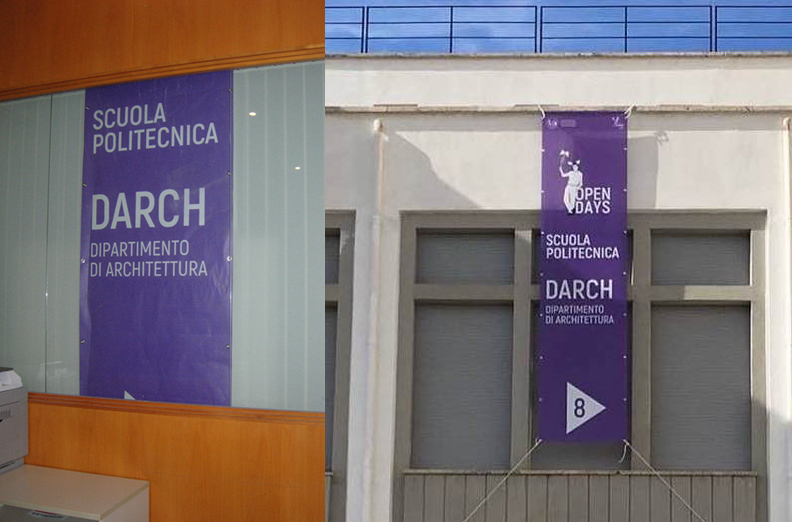 SCUOLA
POLITECNICA
DARCH
DIPARTIMENTO
DI ARCHITETTURA
OPEN
DAYS
SCUOLA
POLITECNICA
DARCH
DIPARTIMENTO
DI ARCHITETTURA
8